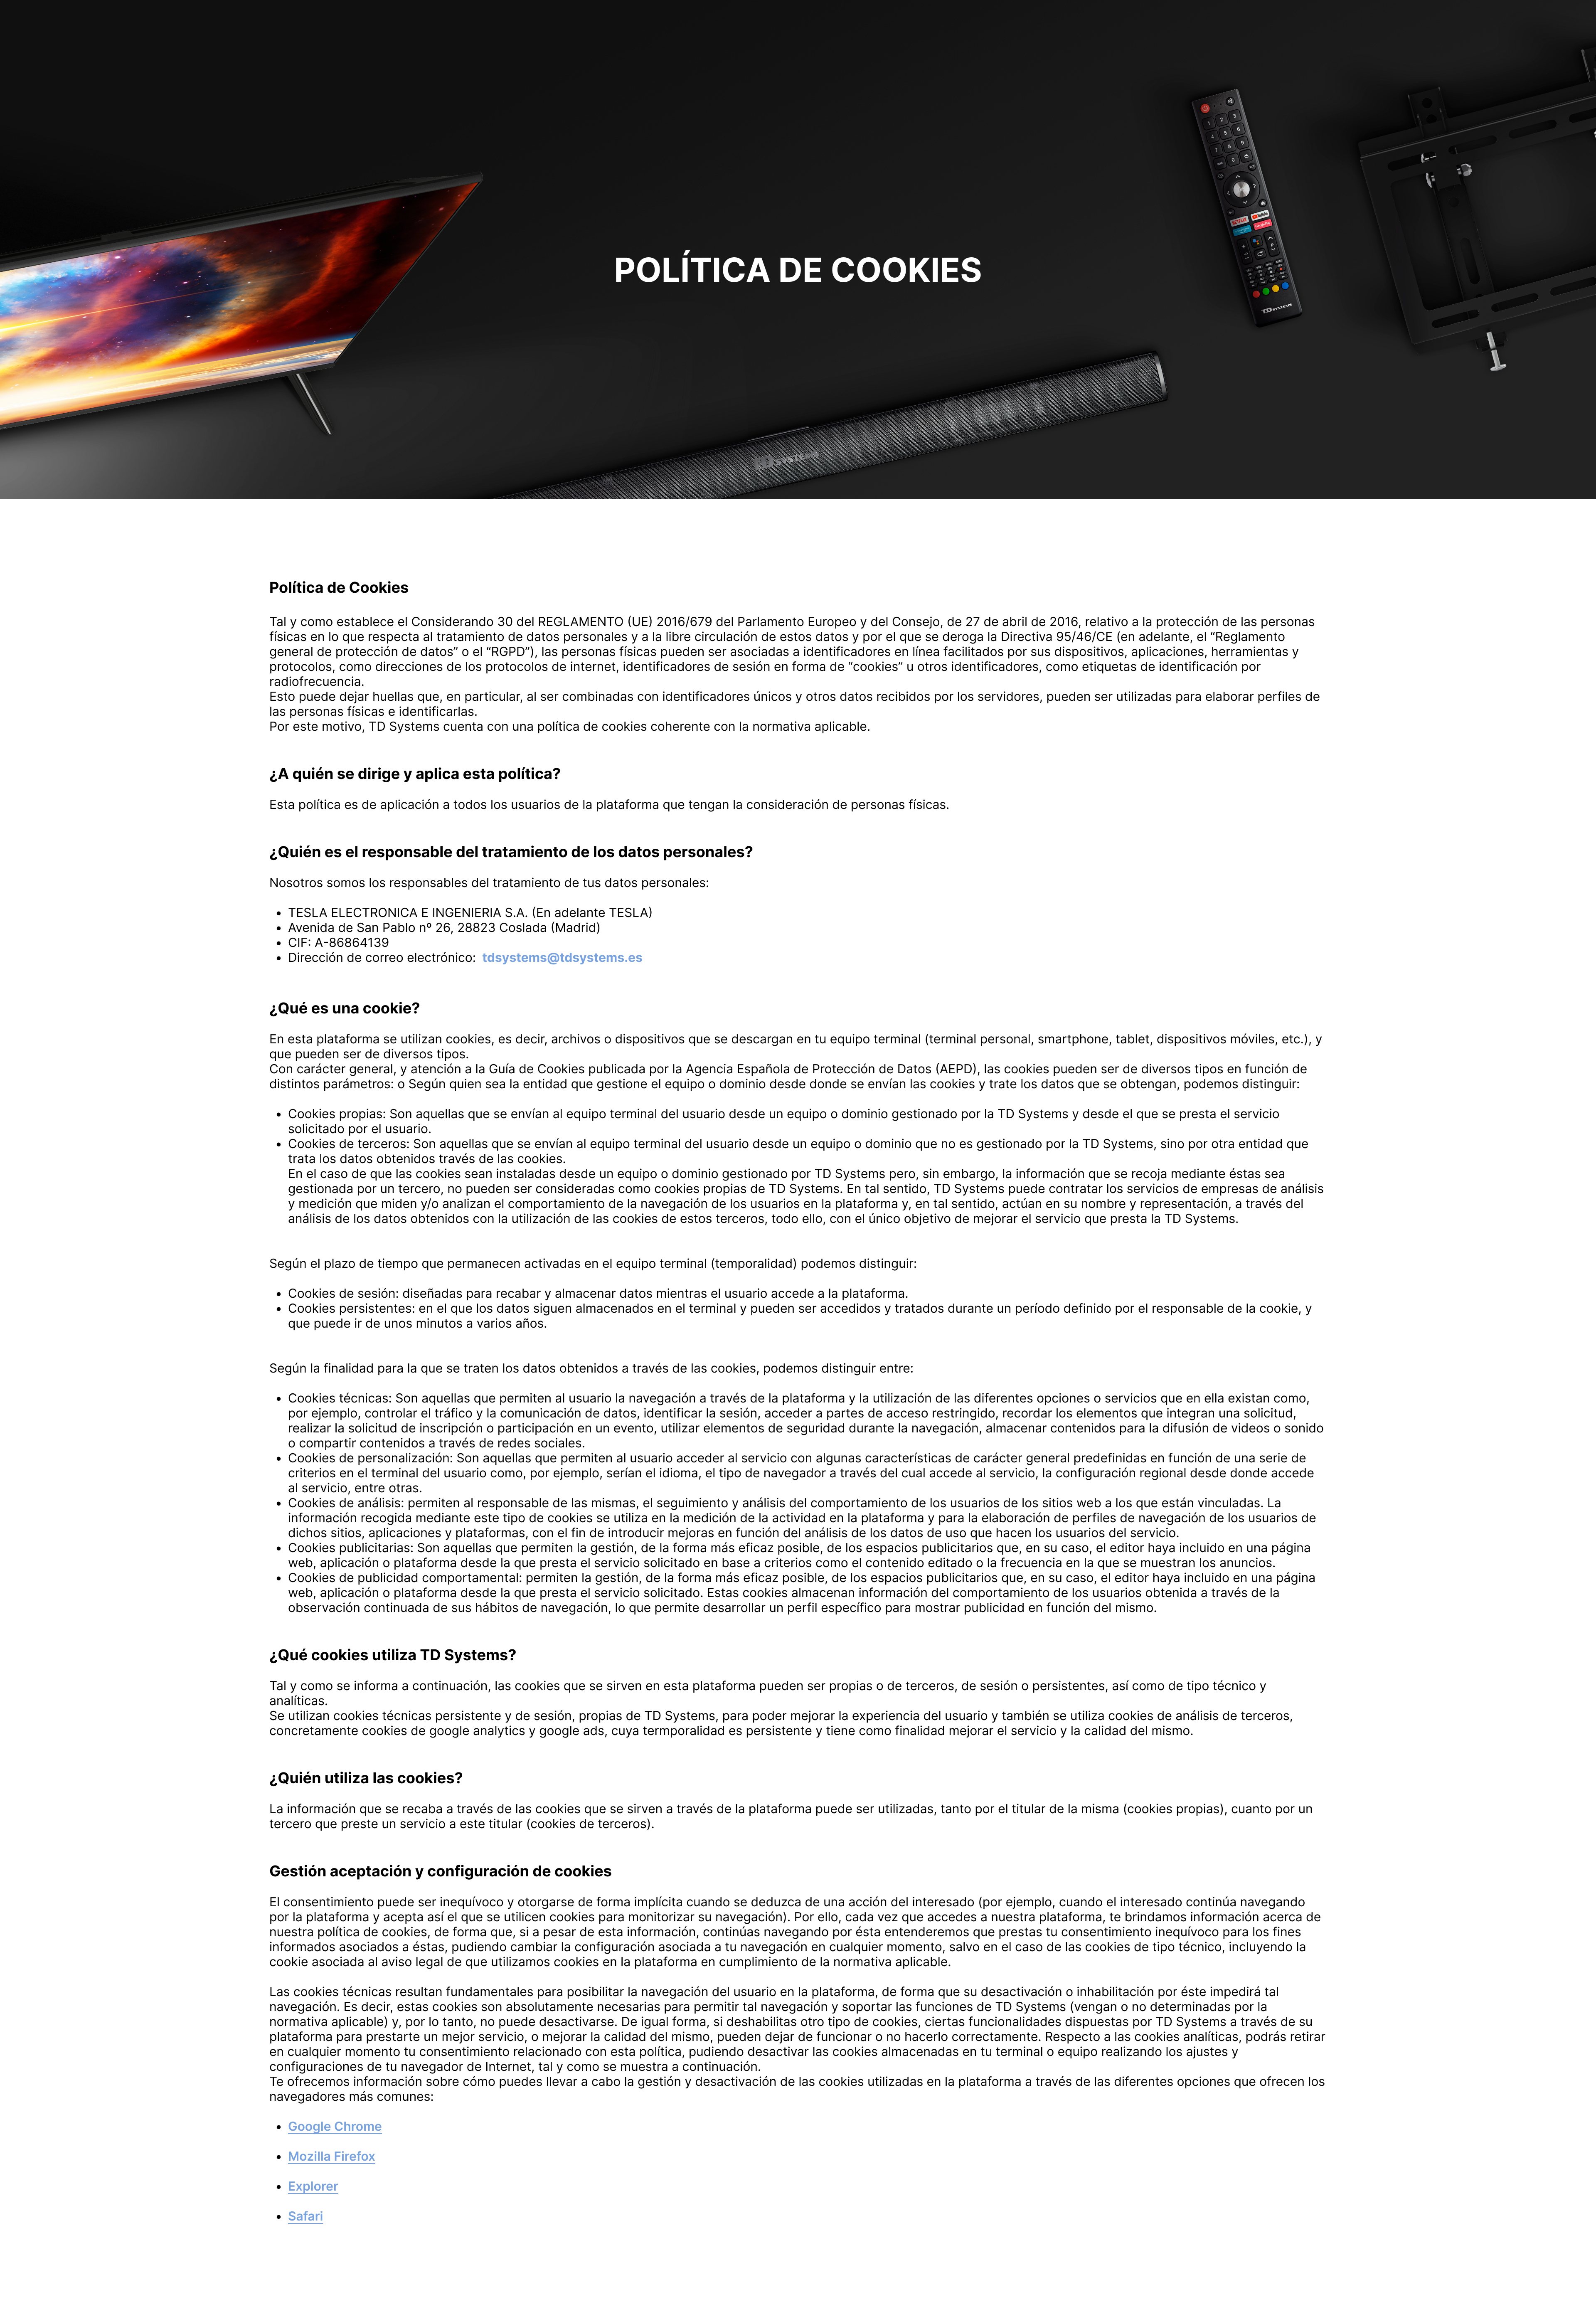 POLÍTICA DE COOKIES
NETFLIX
TD SYSTEMS
TD SYSTEMS
Política de Cookies
Tal y como establece el Considerando 30 del REGLAMENTO (UE) 2016/679 del Parlamento Europeo y del Consejo, de 27 de abril de 2016, relativo a la protección de las personas
físicas en lo que respecta al tratamiento de datos personales y a la libre circulación de estos datos y por el que se deroga la Directiva 95/46/CE (en adelante, el “Reglamento
general de protección de datos” o el “RGPD”), las personas físicas pueden ser asociadas a identificadores en línea facilitados por sus dispositivos, aplicaciones, herramientas y
protocolos, como direcciones de los protocolos de internet, identificadores de sesión en forma de “cookies” u otros identificadores, como etiquetas de identificación por
radiofrecuencia.
Esto puede dejar huellas que, en particular, al ser combinadas con identificadores únicos y otros datos recibidos por los servidores, pueden ser utilizadas para elaborar perfiles de
las personas físicas e identificarlas.
Por este motivo, TD Systems cuenta con una política de cookies coherente con la normativa aplicable.
¿A quién se dirige y aplica esta política?
Esta política es de aplicación a todos los usuarios de la plataforma que tengan la consideración de personas físicas.
¿Quién es el responsable del tratamiento de los datos personales?
Nosotros somos los responsables del tratamiento de tus datos personales:
• TESLA ELECTRONICA E INGENIERIA S.A. (En adelante TESLA)
• Avenida de San Pablo nº 26, 28823 Coslada (Madrid)
• CIF: A-86864139
• Dirección de correo electrónico: tdsystems@tdsystems.es
¿Qué es una cookie?
En esta plataforma se utilizan cookies, es decir, archivos o dispositivos que se descargan en tu equipo terminal (terminal personal, smartphone, tablet, dispositivos móviles, etc.), y
que pueden ser de diversos tipos.
Con carácter general, y atención a la Guía de Cookies publicada por la Agencia Española de Protección de Datos (AEPD), las cookies pueden ser de diversos tipos en función de
distintos parámetros: o Según quien sea la entidad que gestione el equipo o dominio desde donde se envían las cookies y trate los datos que se obtengan, podemos distinguir:
• Cookies propias: Son aquellas que se envían al equipo terminal del usuario desde un equipo o dominio gestionado por la TD Systems y desde el que se presta el servicio
solicitado por el usuario.
• Cookies de terceros: Son aquellas que se envían al equipo terminal del usuario desde un equipo o dominio que no es gestionado por la TD Systems, sino por otra entidad que
trata los datos obtenidos través de las cookies.
En el caso de que las cookies sean instaladas desde un equipo o dominio gestionado por TD Systems pero, sin embargo, la información que se recoja mediante éstas sea
gestionada por un tercero, no pueden ser consideradas como cookies propias de TD Systems. En tal sentido, TD Systems puede contratar los servicios de empresas de análisis
y medición que miden y/o analizan el comportamiento de la navegación de los usuarios en la plataforma y, en tal sentido, actúan en su nombre y representación, a través del
análisis de los datos obtenidos con la utilización de las cookies de estos terceros, todo ello, con el único objetivo de mejorar el servicio que presta la TD Systems.
Según el plazo de tiempo que permanecen activadas en el equipo terminal (temporalidad) podemos distinguir:
• Cookies de sesión: diseñadas para recabar y almacenar datos mientras el usuario accede a la plataforma.
• Cookies persistentes: en el que los datos siguen almacenados en el terminal y pueden ser accedidos y tratados durante un período definido por el responsable de la cookie, y
que puede ir de unos minutos a varios años.
Según la finalidad para la que se traten los datos obtenidos a través de las cookies, podemos distinguir entre:
• Cookies técnicas: Son aquellas que permiten al usuario la navegación a través de la plataforma y la utilización de las diferentes opciones o servicios que en ella existan como,
por ejemplo, controlar el tráfico y la comunicación de datos, identificar la sesión, acceder a partes de acceso restringido, recordar los elementos que integran una solicitud,
realizar la solicitud de inscripción o participación en un evento, utilizar elementos de seguridad durante la navegación, almacenar contenidos para la difusión de videos o sonido
o compartir contenidos a través de redes sociales.
• Cookies de personalización: Son aquellas que permiten al usuario acceder al servicio con algunas características de carácter general predefinidas en función de una serie de
criterios en el terminal del usuario como, por ejemplo, serían el idioma, el tipo de navegador a través del cual accede al servicio, la configuración regional desde donde accede
al servicio, entre otras.
• Cookies de análisis: permiten al responsable de las mismas, el seguimiento y análisis del comportamiento de los usuarios de los sitios web a los que están vinculadas. La
información recogida mediante este tipo de cookies se utiliza en la medición de la actividad en la plataforma y para la elaboración de perfiles de navegación de los usuarios de
dichos sitios, aplicaciones y plataformas, con el fin de introducir mejoras en función del análisis de los datos de uso que hacen los usuarios del servicio.
• Cookies publicitarias: Son aquellas que permiten la gestión, de la forma más eficaz posible, de los espacios publicitarios que, en su caso, el editor haya incluido en una página
web, aplicación o plataforma desde la que presta el servicio solicitado en base a criterios como el contenido editado o la frecuencia en la que se muestran los anuncios.
• Cookies de publicidad comportamental: permiten la gestión, de la forma más eficaz posible, de los espacios publicitarios que, en su caso, el editor haya incluido en una página
web, aplicación o plataforma desde la que presta el servicio solicitado. Estas cookies almacenan información del comportamiento de los usuarios obtenida a través de la
observación continuada de sus hábitos de navegación, lo que permite desarrollar un perfil específico para mostrar publicidad en función del mismo.
¿Qué cookies utiliza TD Systems?
Tal y como se informa a continuación, las cookies que se sirven en esta plataforma pueden ser propias o de terceros, de sesión o persistentes, así como de tipo técnico y
analíticas.
Se utilizan cookies técnicas persistente y de sesión, propias de TD Systems, para poder mejorar la experiencia del usuario y también se utiliza cookies de análisis de terceros,
concretamente cookies de google analytics y google ads, cuya termporalidad es persistente y tiene como finalidad mejorar el servicio y la calidad del mismo.
¿Quién utiliza las cookies?
La información que se recaba a través de las cookies que se sirven a través de la plataforma puede ser utilizadas, tanto por el titular de la misma (cookies propias), cuanto por un
tercero que preste un servicio a este titular (cookies de terceros).
Gestión aceptación y configuración de cookies
El consentimiento puede ser inequívoco y otorgarse de forma implícita cuando se deduzca de una acción del interesado (por ejemplo, cuando el interesado continúa navegando
por la plataforma y acepta así el que se utilicen cookies para monitorizar su navegación). Por ello, cada vez que accedes a nuestra plataforma, te brindamos información acerca de
nuestra política de cookies, de forma que, si a pesar de esta información, continúas navegando por ésta entenderemos que prestas tu consentimiento inequívoco para los fines
informados asociados a éstas, pudiendo cambiar la configuración asociada a tu navegación en cualquier momento, salvo en el caso de las cookies de tipo técnico, incluyendo la
cookie asociada al aviso legal de que utilizamos cookies en la plataforma en cumplimiento de la normativa aplicable.
Las cookies técnicas resultan fundamentales para posibilitar la navegación del usuario en la plataforma, de forma que su desactivación o inhabilitación por éste impedirá tal
navegación. Es decir, estas cookies son absolutamente necesarias para permitir tal navegación y soportar las funciones de TD Systems (vengan o no determinadas por la
normativa aplicable) y, por lo tanto, no puede desactivarse. De igual forma, si deshabilitas otro tipo de cookies, ciertas funcionalidades dispuestas por TD Systems a través de su
plataforma para prestarte un mejor servicio, o mejorar la calidad del mismo, pueden dejar de funcionar o no hacerlo correctamente. Respecto a las cookies analíticas, podrás retirar
en cualquier momento tu consentimiento relacionado con esta política, pudiendo desactivar las cookies almacenadas en tu terminal o equipo realizando los ajustes y
configuraciones de tu navegador de Internet, tal y como se muestra a continuación.
Te ofrecemos información sobre cómo puedes llevar a cabo la gestión y desactivación de las cookies utilizadas en la plataforma a través de las diferentes opciones que ofrecen los
navegadores más comunes:
• Google Chrome
• Mozilla Firefox
• Explorer
• Safari